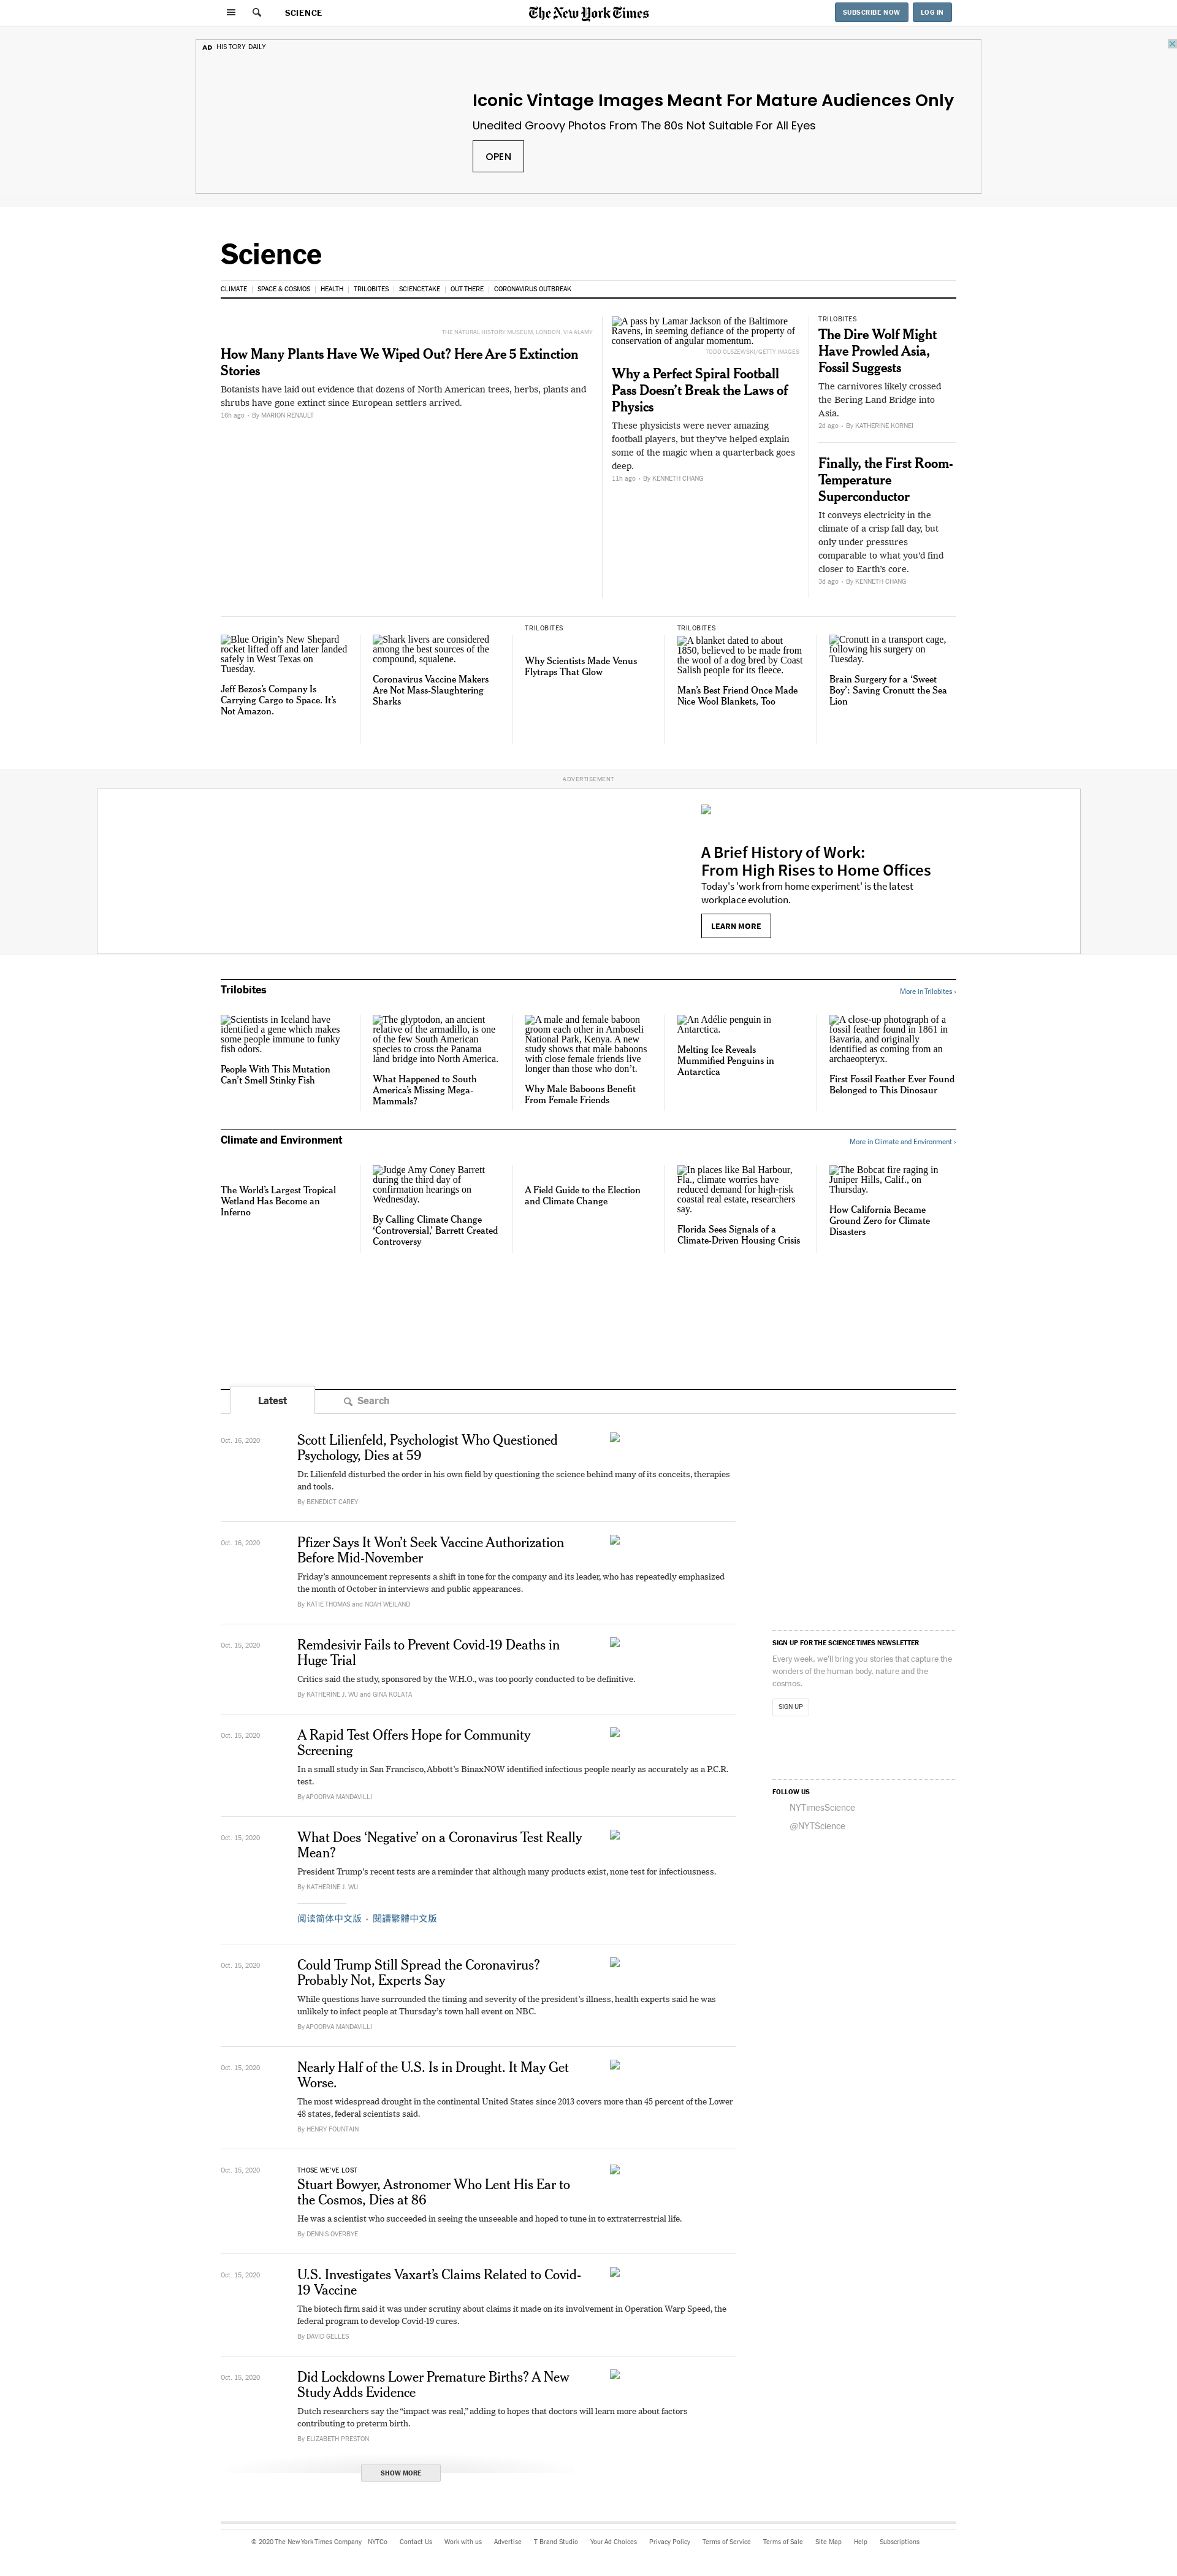 SCIENCE
The New York Times
SUBSCRIBE NOW
LOG IN
AD HISTORY DAILY
Iconic Vintage Images Meant For Mature Audiences Only
Unedited Groovy Photos From The 80s Not Suitable For All Eyes
OPEN
Science
CLIMATE | SPACE & COSMOS | HEALTH | TRILOBITES | SCIENCETAKE | OUT THERE | CORONAVIRUS OUTBREAK
THE NATURAL HISTORY MUSEUM, LONDON, VIA ALAMY
How Many Plants Have We Wiped Out? Here Are 5 Extinction
Stories
Botanists have laid out evidence that dozens of North American trees, herbs, plants and
shrubs have gone extinct since European settlers arrived.
16h ago • By MARION RENAULT
A pass by Lamar Jackson of the Baltimore
Ravens, in seeming defiance of the property of
conservation of angular momentum.
TODD OLSZEWSKI/GETTY IMAGES
Why a Perfect Spiral Football
Pass Doesn’t Break the Laws of
Physics
These physicists were never amazing
football players, but they’ve helped explain
some of the magic when a quarterback goes
deep.
11h ago • By KENNETH CHANG
TRILOBITES
The Dire Wolf Might
Have Prowled Asia,
Fossil Suggests
The carnivores likely crossed
the Bering Land Bridge into
Asia.
2d ago • By KATHERINE KORNEI
Finally, the First Room-
Temperature
Superconductor
It conveys electricity in the
climate of a crisp fall day, but
only under pressures
comparable to what you’d find
closer to Earth’s core.
3d ago • By KENNETH CHANG
Blue Origin’s New Shepard
rocket lifted off and later landed
safely in West Texas on
Tuesday.
Jeff Bezos’s Company Is
Carrying Cargo to Space. It’s
Not Amazon.
Shark livers are considered
among the best sources of the
compound, squalene.
Coronavirus Vaccine Makers
Are Not Mass-Slaughtering
Sharks
TRILOBITES
Why Scientists Made Venus
Flytraps That Glow
TRILOBITES
A blanket dated to about
1850, believed to be made from
the wool of a dog bred by Coast
Salish people for its fleece.
Man’s Best Friend Once Made
Nice Wool Blankets, Too
Cronutt in a transport cage,
following his surgery on
Tuesday.
Brain Surgery for a ‘Sweet
Boy’: Saving Cronutt the Sea
Lion
ADVERTISEMENT
A Brief History of Work:
From High Rises to Home Offices
Today's 'work from home experiment' is the latest
workplace evolution.
LEARN MORE
Trilobites
More in Trilobites ›
Scientists in Iceland have
identified a gene which makes
some people immune to funky
fish odors.
People With This Mutation
Can’t Smell Stinky Fish
The glyptodon, an ancient
relative of the armadillo, is one
of the few South American
species to cross the Panama
land bridge into North America.
What Happened to South
America’s Missing Mega-
Mammals?
A male and female baboon
groom each other in Amboseli
National Park, Kenya. A new
study shows that male baboons
with close female friends live
longer than those who don’t.
Why Male Baboons Benefit
From Female Friends
An Adélie penguin in
Antarctica.
Melting Ice Reveals
Mummified Penguins in
Antarctica
A close-up photograph of a
fossil feather found in 1861 in
Bavaria, and originally
identified as coming from an
archaeopteryx.
First Fossil Feather Ever Found
Belonged to This Dinosaur
Climate and Environment
More in Climate and Environment ›
The World’s Largest Tropical
Wetland Has Become an
Inferno
Judge Amy Coney Barrett
during the third day of
confirmation hearings on
Wednesday.
By Calling Climate Change
‘Controversial,’ Barrett Created
Controversy
A Field Guide to the Election
and Climate Change
In places like Bal Harbour,
Fla., climate worries have
reduced demand for high-risk
coastal real estate, researchers
say.
Florida Sees Signals of a
Climate-Driven Housing Crisis
The Bobcat fire raging in
Juniper Hills, Calif., on
Thursday.
How California Became
Ground Zero for Climate
Disasters
Latest
Search
Oct. 16, 2020
Scott Lilienfeld, Psychologist Who Questioned
Psychology, Dies at 59
Dr. Lilienfeld disturbed the order in his own field by questioning the science behind many of its conceits, therapies
and tools.
By BENEDICT CAREY
Oct. 16, 2020
Pfizer Says It Won’t Seek Vaccine Authorization
Before Mid-November
Friday’s announcement represents a shift in tone for the company and its leader, who has repeatedly emphasized
the month of October in interviews and public appearances.
By KATIE THOMAS and NOAH WEILAND
Oct. 15, 2020
Remdesivir Fails to Prevent Covid-19 Deaths in
Huge Trial
Critics said the study, sponsored by the W.H.O., was too poorly conducted to be definitive.
By KATHERINE J. WU and GINA KOLATA
Oct. 15, 2020
A Rapid Test Offers Hope for Community
Screening
In a small study in San Francisco, Abbott’s BinaxNOW identified infectious people nearly as accurately as a P.C.R.
test.
By APOORVA MANDAVILLI
Oct. 15, 2020
What Does ‘Negative’ on a Coronavirus Test Really
Mean?
President Trump’s recent tests are a reminder that although many products exist, none test for infectiousness.
By KATHERINE J. WU
阅读简体中文版 • 閱讀繁體中文版
Oct. 15, 2020
Could Trump Still Spread the Coronavirus?
Probably Not, Experts Say
While questions have surrounded the timing and severity of the president’s illness, health experts said he was
unlikely to infect people at Thursday’s town hall event on NBC.
By APOORVA MANDAVILLI
Oct. 15, 2020
Nearly Half of the U.S. Is in Drought. It May Get
Worse.
The most widespread drought in the continental United States since 2013 covers more than 45 percent of the Lower
48 states, federal scientists said.
By HENRY FOUNTAIN
Oct. 15, 2020
THOSE WE’VE LOST
Stuart Bowyer, Astronomer Who Lent His Ear to
the Cosmos, Dies at 86
He was a scientist who succeeded in seeing the unseeable and hoped to tune in to extraterrestrial life.
By DENNIS OVERBYE
Oct. 15, 2020
U.S. Investigates Vaxart’s Claims Related to Covid-
19 Vaccine
The biotech firm said it was under scrutiny about claims it made on its involvement in Operation Warp Speed, the
federal program to develop Covid-19 cures.
By DAVID GELLES
Oct. 15, 2020
Did Lockdowns Lower Premature Births? A New
Study Adds Evidence
Dutch researchers say the “impact was real,” adding to hopes that doctors will learn more about factors
contributing to preterm birth.
By ELIZABETH PRESTON
SHOW MORE
SIGN UP FOR THE SCIENCE TIMES NEWSLETTER
Every week, we'll bring you stories that capture the
wonders of the human body, nature and the
cosmos.
SIGN UP
FOLLOW US
NYTimesScience
@NYTScience
© 2020 The New York Times Company NYTCo Contact Us Work with us Advertise T Brand Studio Your Ad Choices Privacy Policy Terms of Service Terms of Sale Site Map Help Subscriptions